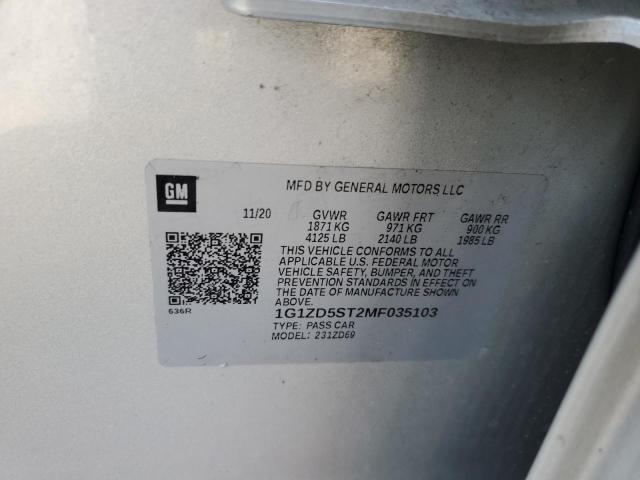 GM
MFD BY GENERAL MOTORS LLC
11/20 GVWR GAWR FRT GAWR RR
1871 KG 971 KG 900 KG
4125 LB 2140 LB 1985 LB
THIS VEHICLE CONFORMS TO ALL
APPLICABLE U.S. FEDERAL MOTOR
VEHICLE SAFETY, BUMPER, AND THEFT
PREVENTION STANDARDS IN EFFECT ON
THE DATE OF MANUFACTURE SHOWN
ABOVE.
636R
1G1ZD5ST2MF035103
TYPE: PASS CAR
MODEL: 231ZD69